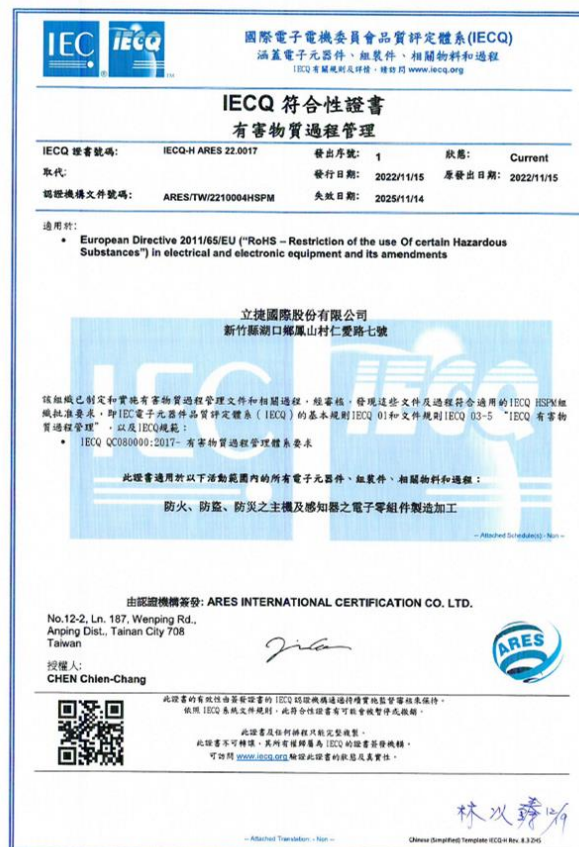 IEC IECQ
國際電子電機委員會品質評定體系(IECQ)
涵蓋電子元器件、組裝件、相關物料和過程
IECQ 有關規則及詳情,請訪問 www.iecq.org
IECQ 符合性證書
有害物質過程管理
IECQ 證書號碼: IECQ-H ARES 22.0017 發出序號: 1 狀態: Current
取代: 發行日期: 2022/11/15 原發出日期: 2022/11/15
認證機構文件號碼: ARES/TW/2210004HSPM 失效日期: 2025/11/14
適用於:
• European Directive 2011/65/EU (“RoHS – Restriction of the use Of certain Hazardous
Substances”) in electrical and electronic equipment and its amendments
立捷國際股份有限公司
新竹縣湖口鄉鳳山村仁愛路七號
IEC IECQ
該組織已制定和實施有害物質過程管理文件和相關過程,經審核,發現這些文件及過程符合適用的IECQ HSPM組
織批准要求,即IEC電子元器件品質評定體系(IECQ)的基本規則IECQ 01和文件規則IECQ 03-5 “IECQ 有害物
質過程管理”,以及IECQ規範:
• IECQ QC080000:2017- 有害物質過程管理體系要求
此證書適用於以下活動範圍內的所有電子元器件、組裝件、相關物料和過程:
防火、防盜、防災之主機及感知器之電子零組件製造加工
-- Attached Schedule(s) - Non --
由認證機構簽發: ARES INTERNATIONAL CERTIFICATION CO. LTD.
No.12-2, Ln. 187, Wenping Rd.,
Anping Dist., Tainan City 708
Taiwan
ARES
授權人:
CHEN Chien-Chang
此證書的有效性由簽發證書的 IECQ 認證機構通過持續實施監督審核來保持。
依照 IECQ 系統文件規則,此符合性證書有可能會被暫停或撤銷。
此證書及任何排程只能完整複製。
此證書不可轉讓,其所有權歸屬為 IECQ 的證書簽發機構。
可訪問 www.iecq.org 驗證此證書的狀態及真實性。
12/9
-- Attached Translation: - Non --
Chinese (Simplified) Template IECQ-H Rev. 8.3 ZHS